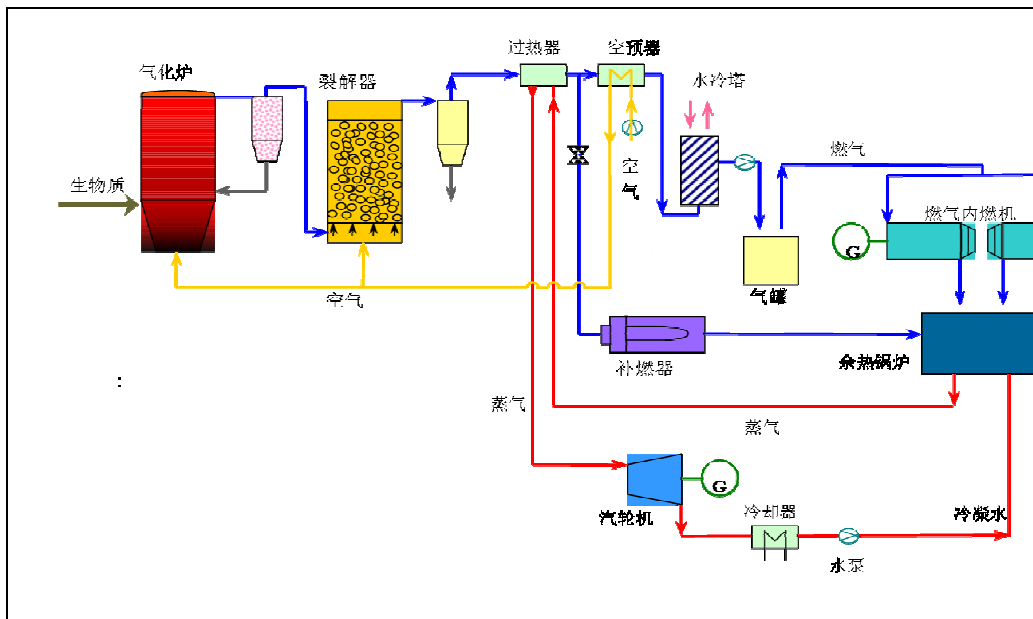 过热器
空预器
气化炉
裂解器
水冷塔
燃气
空
气
生物质
燃气内燃机
G
空气
气罐
补燃器
余热锅炉
:
蒸气
蒸气
G
汽轮机
冷却器
冷凝水
水泵